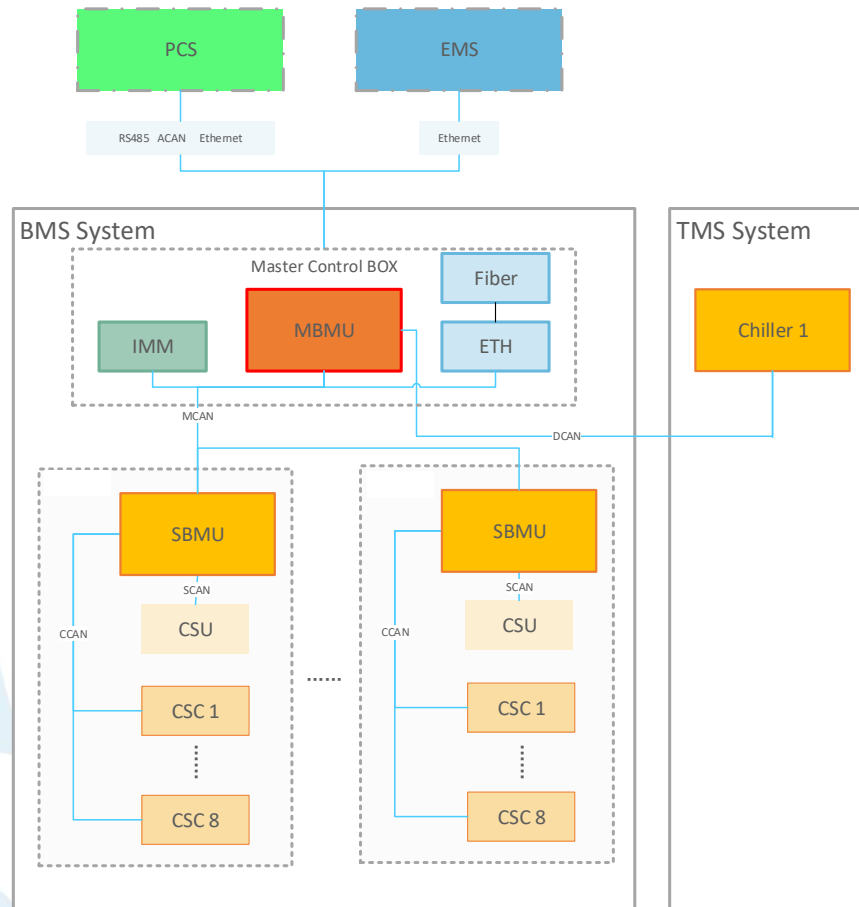 PCS
EMS
RS485 ACAN Ethernet
Ethernet
BMS System
TMS System
Master Control BOX
Fiber
MBMU
Chiller 1
IMM
ETH
MCAN
DCAN
SBMU
SBMU
SCAN
SCAN
CSU
CSU
CCAN
CCAN
......
CSC 1
CSC 1
......
......
CSC 8
CSC 8